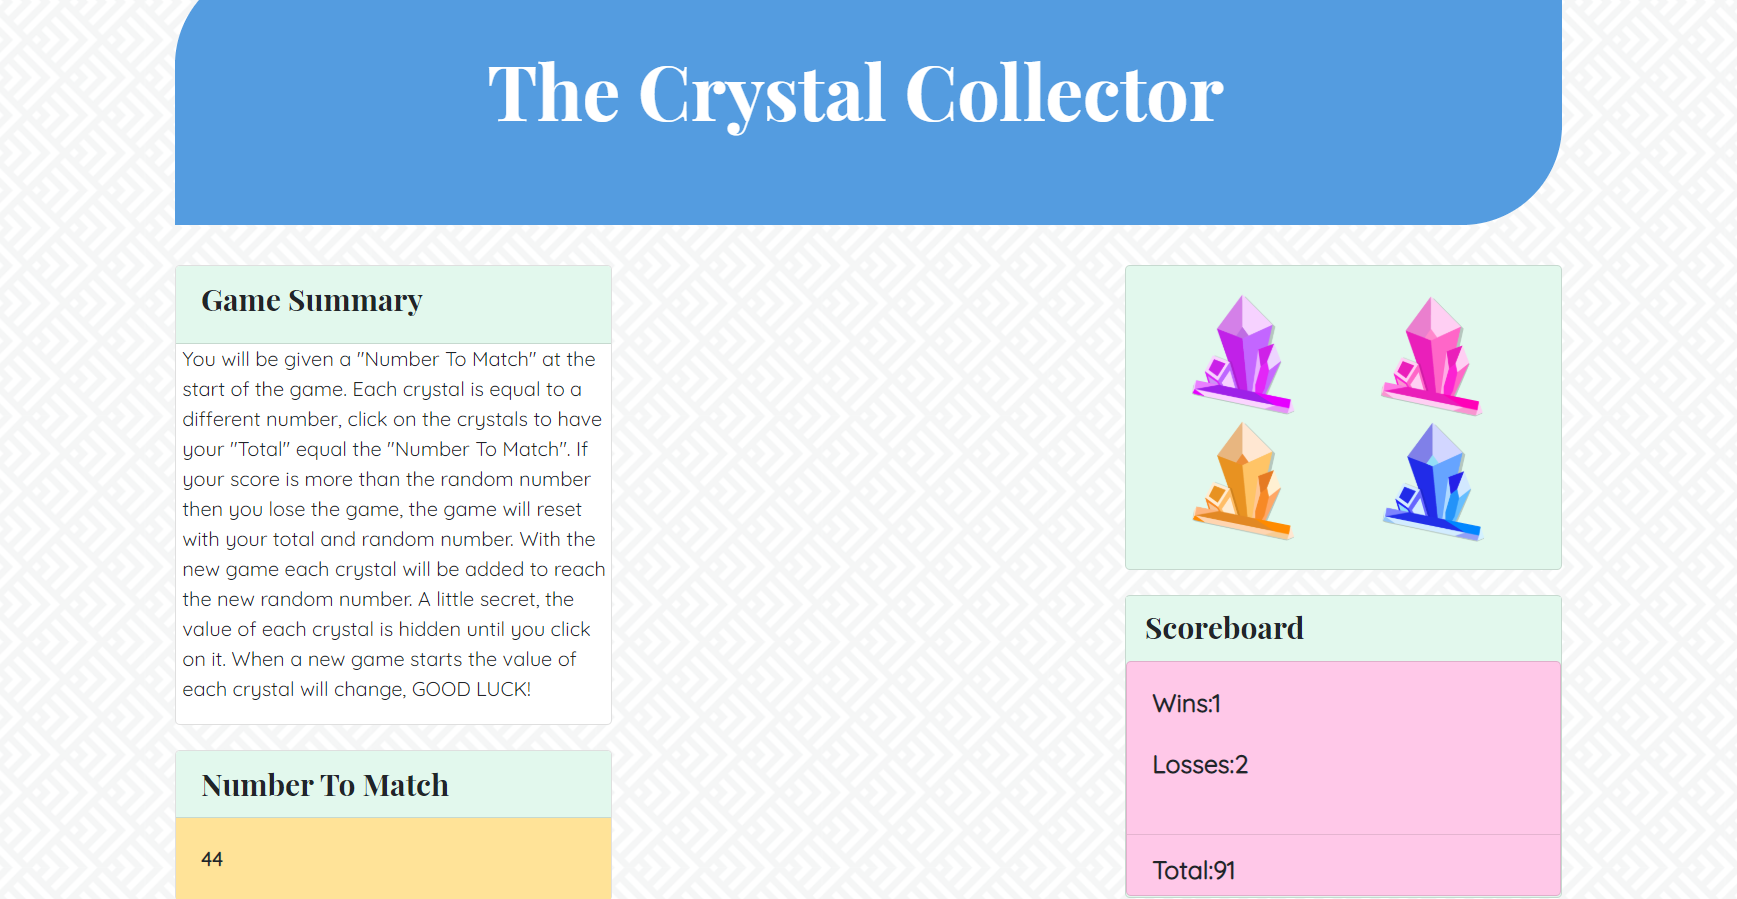 The Crystal Collector
Game Summary
You will be given a "Number To Match" at the
start of the game. Each crystal is equal to a
different number, click on the crystals to have
your "Total" equal the "Number To Match". If
your score is more than the random number
then you lose the game, the game will reset
with your total and random number. With the
new game each crystal will be added to reach
the new random number. A little secret, the
value of each crystal is hidden until you click
on it. When a new game starts the value of
each crystal will change, GOOD LUCK!
Number To Match
44
Scoreboard
Wins:1
Losses:2
Total:91